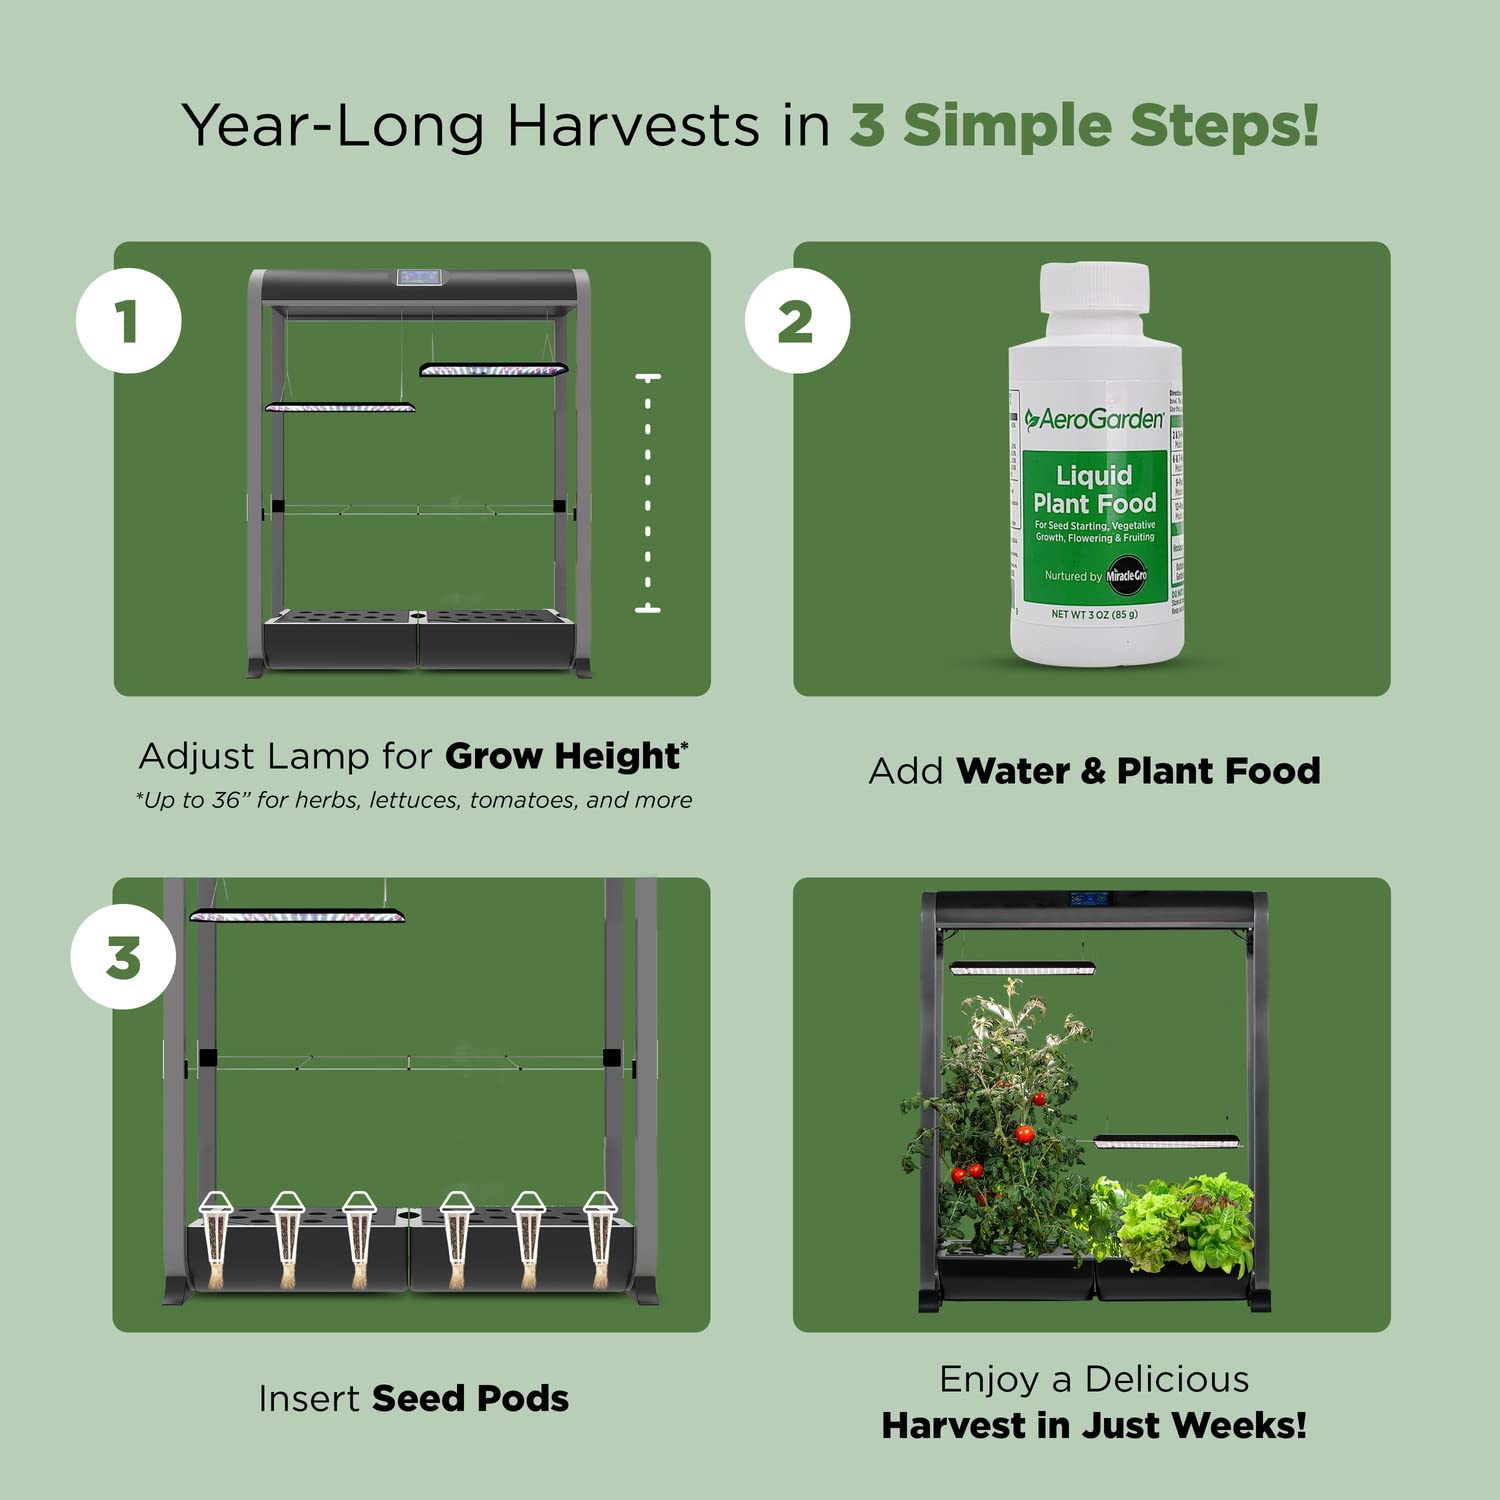 Year-Long Harvests in 3 Simple Steps!
1
2
AeroGarden
Liquid
Plant Food
For Seed Starting, Vegetative
Growth, Flowering & Fruiting
Nurtured by Miracle-Gro
NET WT 3 OZ (85 g)
Adjust Lamp for Grow Height*
*Up to 36” for herbs, lettuces, tomatoes, and more
Add Water & Plant Food
3
Insert Seed Pods
Enjoy a Delicious
Harvest in Just Weeks!